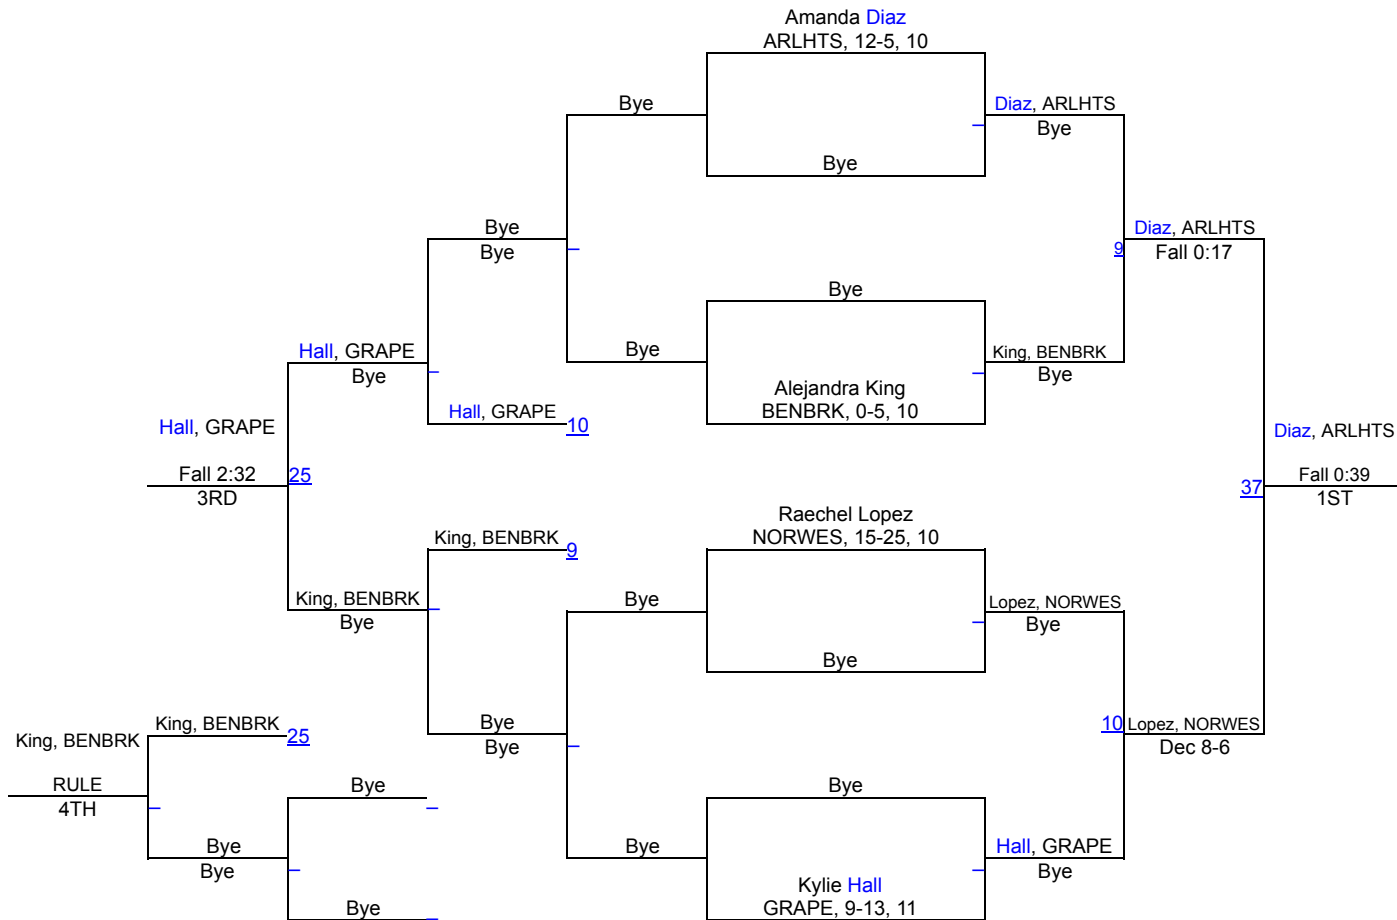 Amanda Diaz
ARLHTS, 12-5, 10
Bye
Diaz, ARLHTS
Bye
Bye
Bye
Bye
Diaz, ARLHTS
9
Fall 0:17
Bye
Bye
King, BENBRK
Bye
Alejandra King
BENBRK, 0-5, 10
Hall, GRAPE
Bye
Hall, GRAPE
10
Hall, GRAPE
Fall 2:32
25
3RD
Diaz, ARLHTS
Fall 0:39
37
1ST
Raechel Lopez
NORWES, 15-25, 10
King, BENBRK
9
King, BENBRK
Bye
Bye
Lopez, NORWES
Bye
Bye
Bye
Bye
10
Lopez, NORWES
Dec 8-6
King, BENBRK
25
King, BENBRK
RULE
4TH
Bye
Bye
Bye
Bye
Bye
Bye
Hall, GRAPE
Bye
Kylie Hall
GRAPE, 9-13, 11